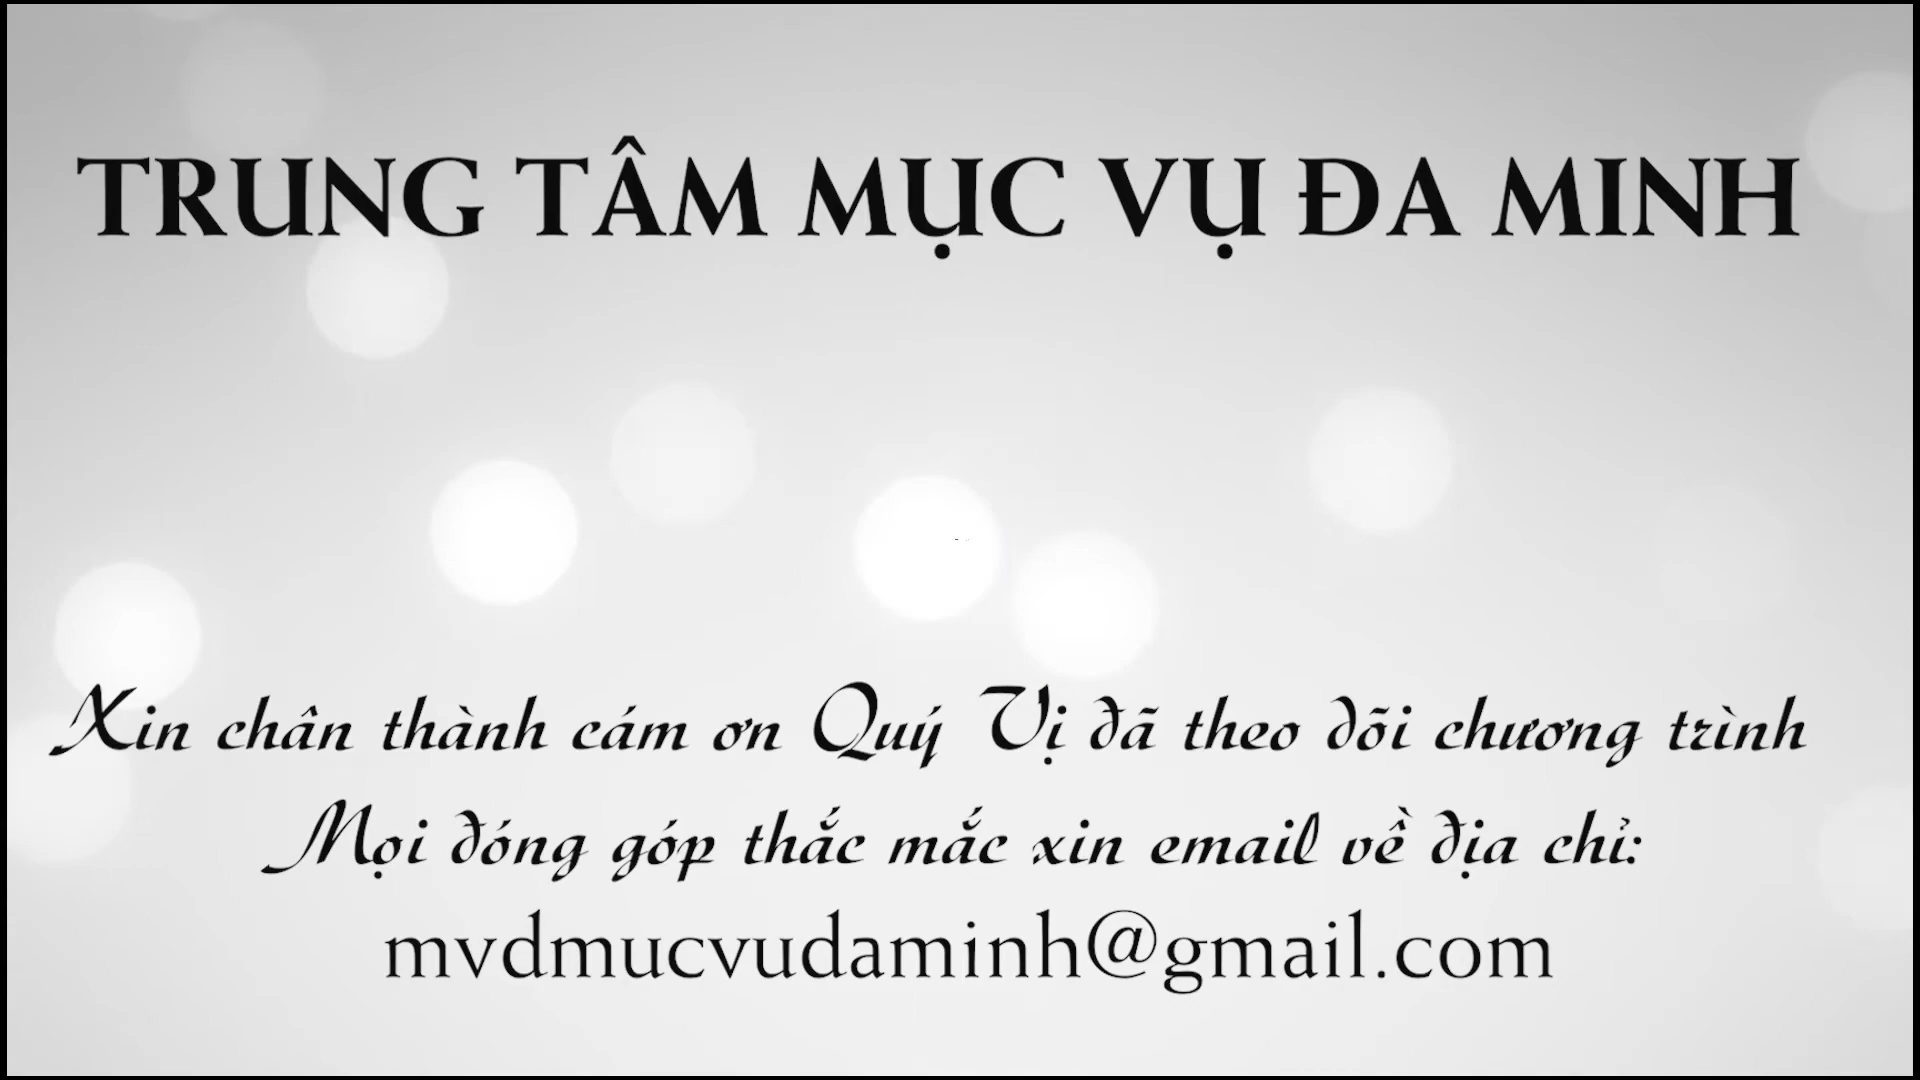 TRUNG TÂM MỤC VỤ ĐA MINH
Xin chân thành cám ơn Quý Vị đã theo dõi chương trình
Mọi đóng góp thắc mắc xin email về địa chỉ:
mvdmucvudaminh@gmail.com